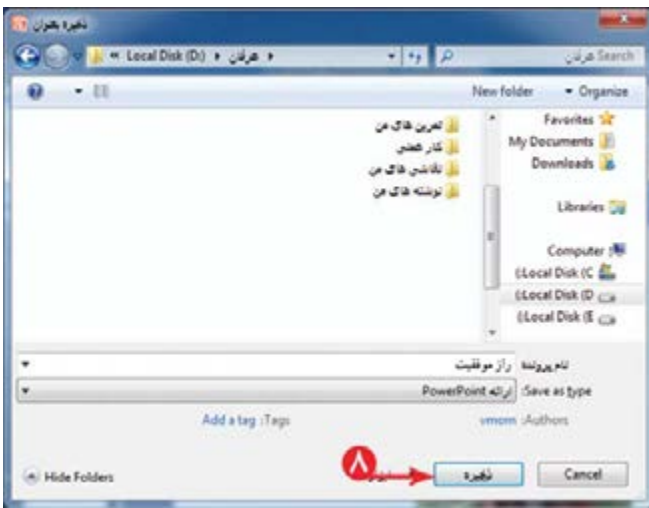 ذخیره بعنوان
Local Disk (D:) عرفان
Search عرفان
Organize New folder
Favorites
My Documents
Downloads
Libraries
Computer
Local Disk (C:)
Local Disk (D:)
Local Disk (E:)
تمرین های من
کار عملی
نقاشی های من
نوشته های من
نام پرونده راز موفقیت
Save as type: ارائه PowerPoint
Authors: vmom Tags: Add a tag
Hide Folders ۸ ذخیره Cancel